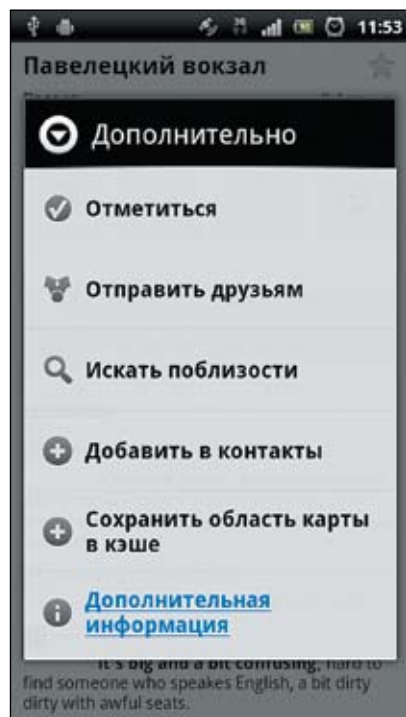 11:53
Павелецкий вокзал
Дополнительно
Отметиться
Отправить друзьям
Искать поблизости
Добавить в контакты
Сохранить область карты
в кэше
Дополнительная
информация
It's big and a bit confusing, hard to
find someone who speakes English, a bit dirty
dirty with awful seats.